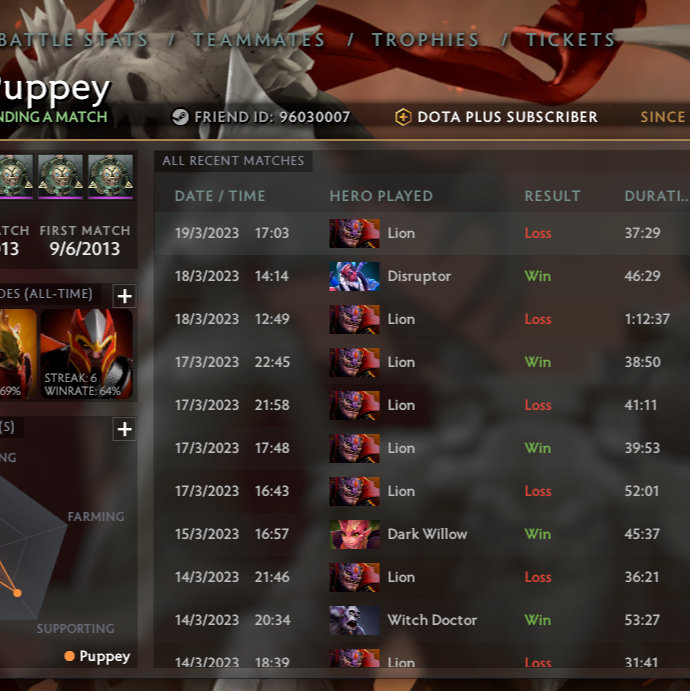 BATTLE STATS / TEAMMATES / TROPHIES / TICKETS
Puppey
NDING A MATCH FRIEND ID: 96030007 DOTA PLUS SUBSCRIBER SINCE
ALL RECENT MATCHES
DATE / TIME HERO PLAYED RESULT DURATI...
ATCH FIRST MATCH
013 9/6/2013
19/3/2023 17:03 Lion Loss 37:29
18/3/2023 14:14 Disruptor Win 46:29
OES (ALL-TIME) +
18/3/2023 12:49 Lion Loss 1:12:37
17/3/2023 22:45 Lion Win 38:50
STREAK: 6
69% WINRATE: 64%
17/3/2023 21:58 Lion Loss 41:11
(S) +
17/3/2023 17:48 Lion Win 39:53
NG
17/3/2023 16:43 Lion Loss 52:01
FARMING
15/3/2023 16:57 Dark Willow Win 45:37
14/3/2023 21:46 Lion Loss 36:21
14/3/2023 20:34 Witch Doctor Win 53:27
SUPPORTING
Puppey
14/3/2023 18:39 Lion Loss 31:41